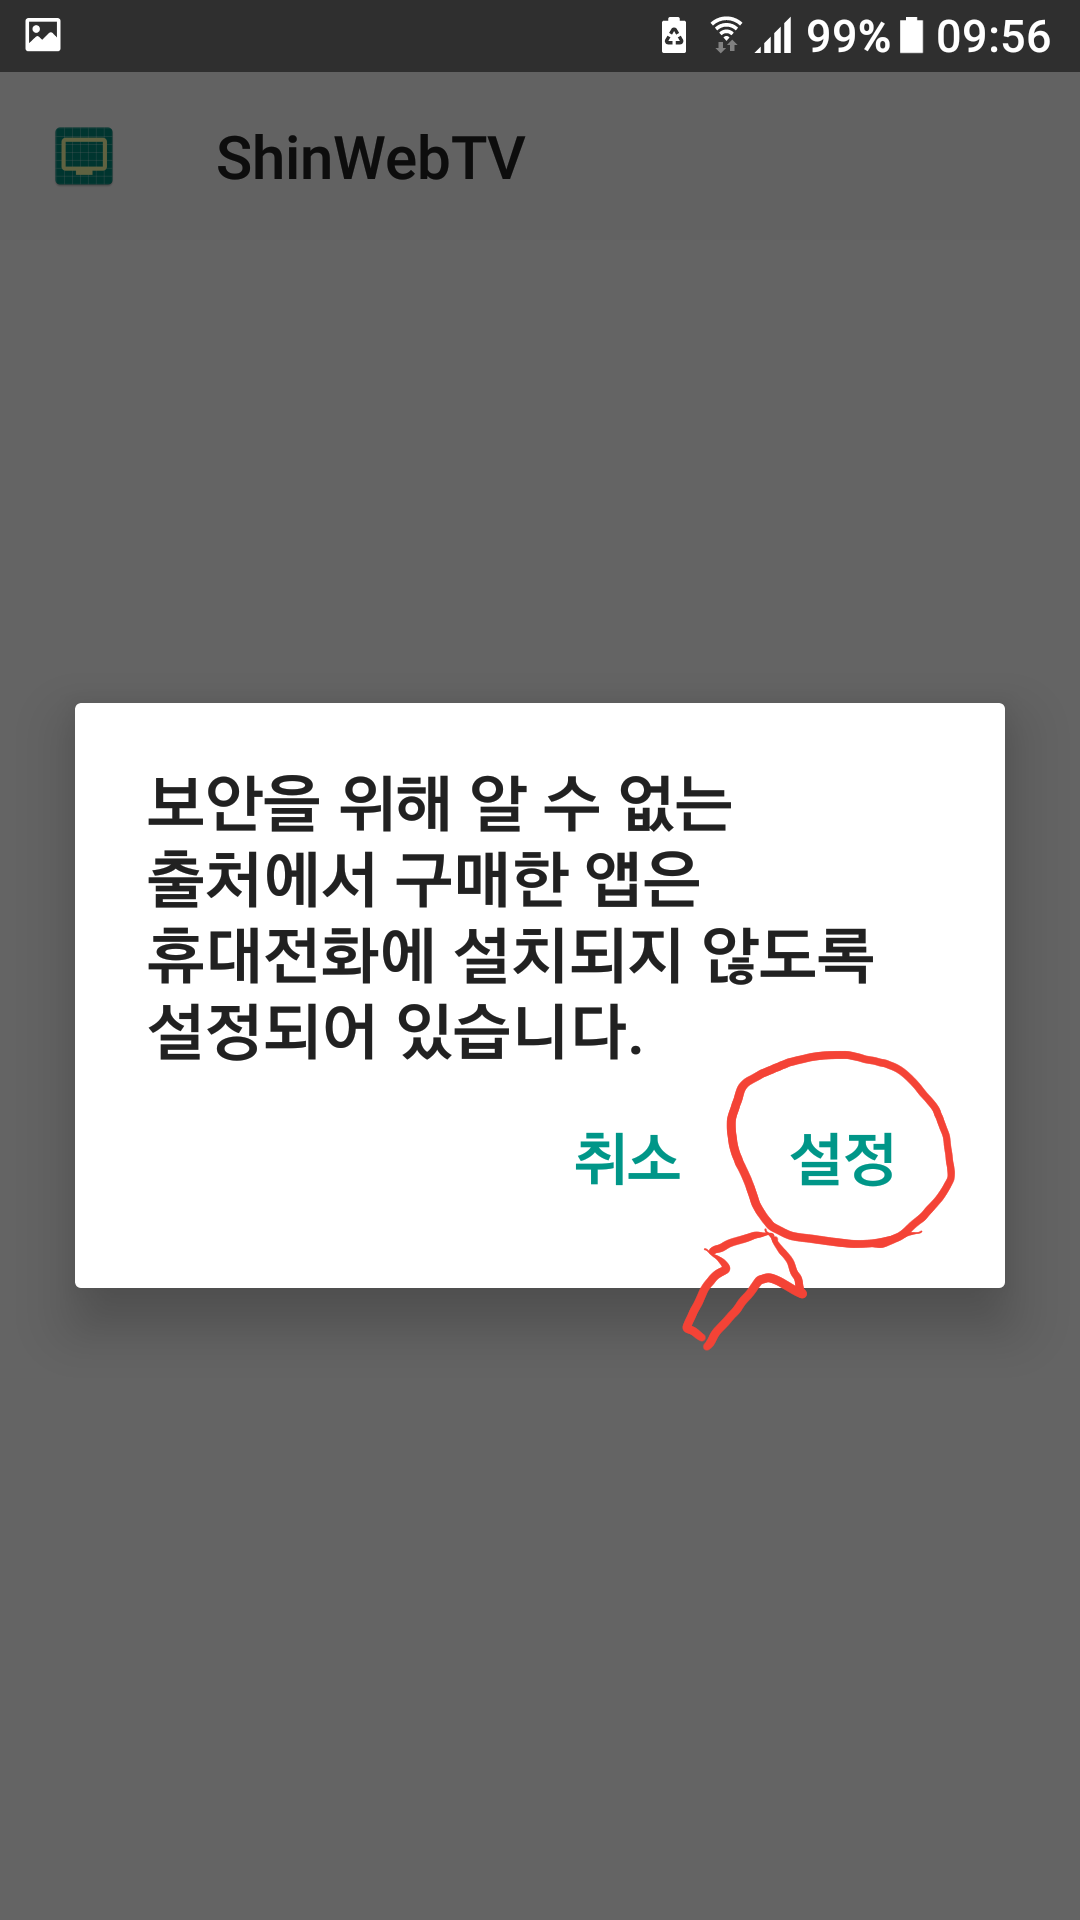 99% 09:56
ShinWebTV
보안을 위해 알 수 없는
출처에서 구매한 앱은
휴대전화에 설치되지 않도록
설정되어 있습니다.
취소 설정